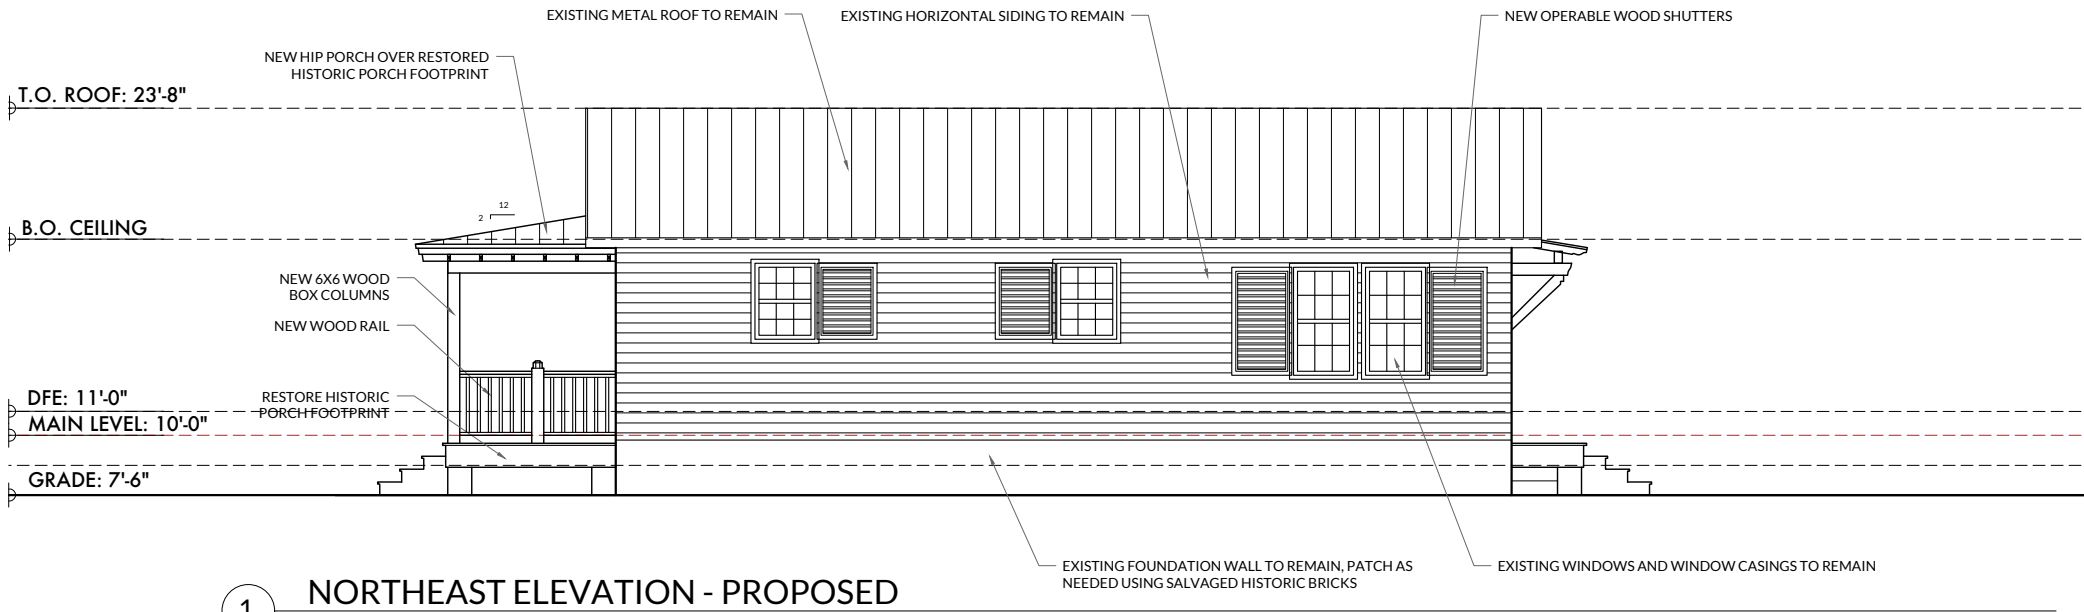 EXISTING METAL ROOF TO REMAIN
EXISTING HORIZONTAL SIDING TO REMAIN
NEW OPERABLE WOOD SHUTTERS
NEW HIP PORCH OVER RESTORED
HISTORIC PORCH FOOTPRINT
T.O. ROOF: 23'-8"
12
2
B.O. CEILING
NEW 6X6 WOOD
BOX COLUMNS
NEW WOOD RAIL
DFE: 11'-0"
RESTORE HISTORIC
PORCH FOOTPRINT
MAIN LEVEL: 10'-0"
GRADE: 7'-6"
EXISTING FOUNDATION WALL TO REMAIN, PATCH AS
NEEDED USING SALVAGED HISTORIC BRICKS
EXISTING WINDOWS AND WINDOW CASINGS TO REMAIN
1
NORTHEAST ELEVATION - PROPOSED